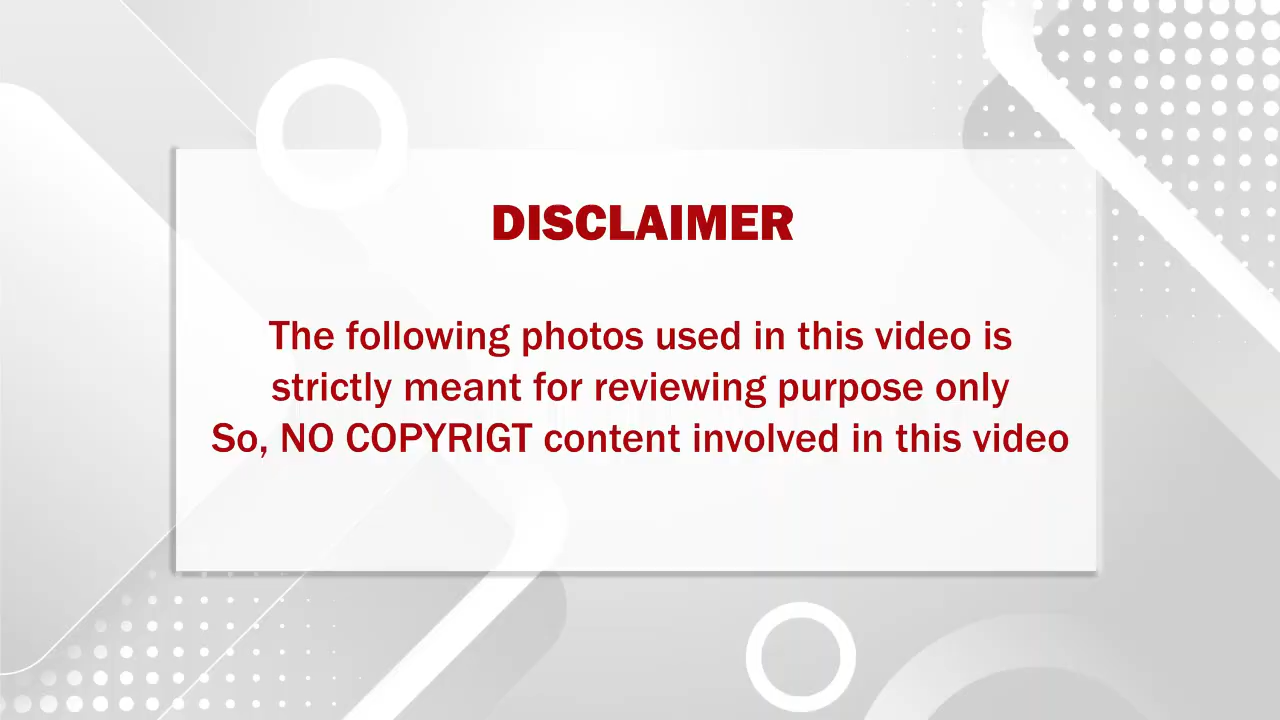 DISCLAIMER
The following photos used in this video is
strictly meant for reviewing purpose only
So, NO COPYRIGT content involved in this video